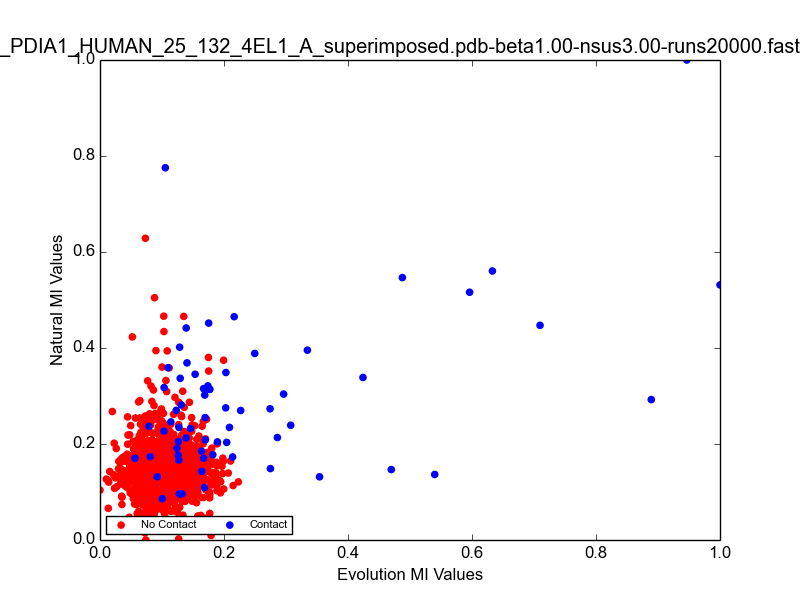 _PDIA1_HUMAN_25_132_4EL1_A_superimposed.pdb-beta1.00-nsus3.00-runs20000.fast
1.0
0.8
0.6
0.4
0.2
0.0
Natural MI Values
No Contact
Contact
0.0 0.2 0.4 0.6 0.8 1.0
Evolution MI Values